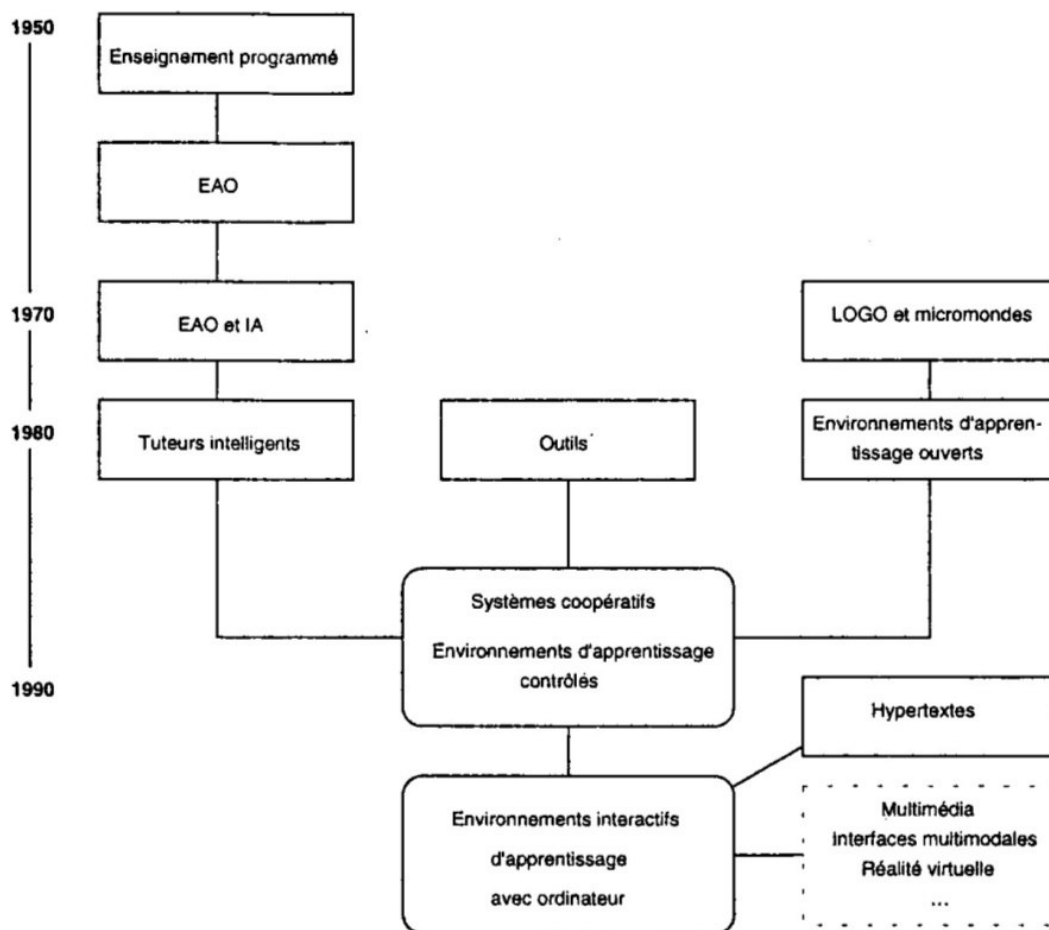 1950
Enseignement programmé
EAO
1970
EAO et IA
LOGO et micromondes
1980
Tuteurs intelligents
Outils
Environnements d'appren-
tissage ouverts
Systèmes coopératifs
Environnements d'apprentissage
contrôlés
1990
Hypertextes
Environnements interactifs
d'apprentissage
avec ordinateur
Multimédia
Interfaces multimodales
Réalité virtuelle
...